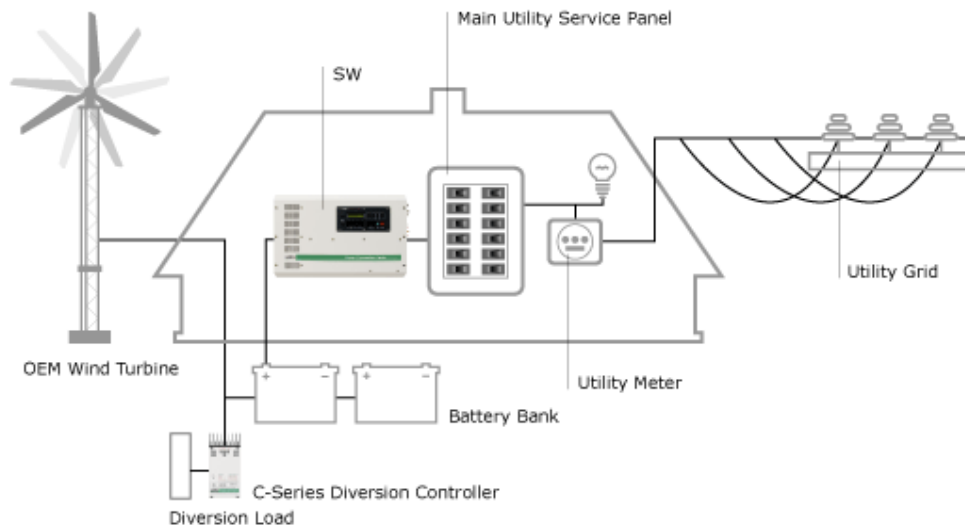 Main Utility Service Panel
SW
Utility Grid
OEM Wind Turbine
Utility Meter
+ −
+ −
Battery Bank
C-Series Diversion Controller
Diversion Load